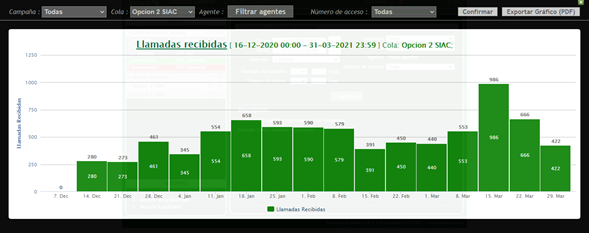 Campaña : Todas Cola : Opcion 2 SIAC Agente : Filtrar agentes Número de acceso : Todas Confirmar Exportar Gráfico (PDF)
Llamadas recibidas ( 16-12-2020 00:00 - 31-03-2021 23:59 ) Cola: Opcion 2 SIAC;
Llamadas Recibidas
1250
1000
750
500
250
0
0 280 273 463 345 554 658 593 590 579 391 450 440 553 986 666 422
280 273 463 345 554 658 593 590 579 391 450 440 553 986 666 422
7. Dec 14. Dec 21. Dec 28. Dec 4. Jan 11. Jan 18. Jan 25. Jan 1. Feb 8. Feb 15. Feb 22. Feb 1. Mar 8. Mar 15. Mar 22. Mar 29. Mar
Llamadas Recibidas